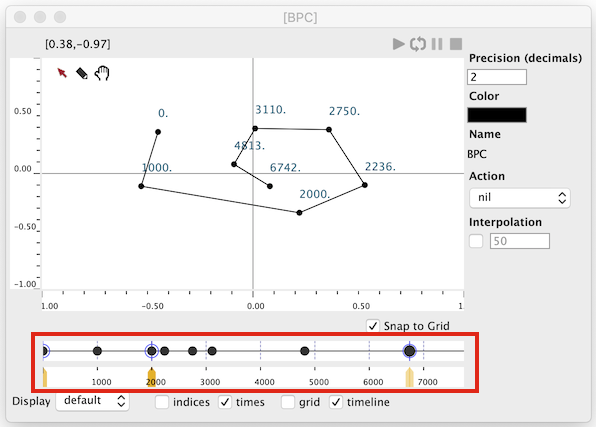 [BPC]
[0.38,-0.97]
Precision (decimals)
2
Color
Name
BPC
Action
nil
Interpolation
50
0.50
0.00
-0.50
-1.00
0.
3110.
2750.
4813.
1000.
6742.
2236.
2000.
1.00 -0.50 0.00 0.50 1
Snap to Grid
1000 2000 3000 4000 5000 6000 7000
Display default indices times grid timeline